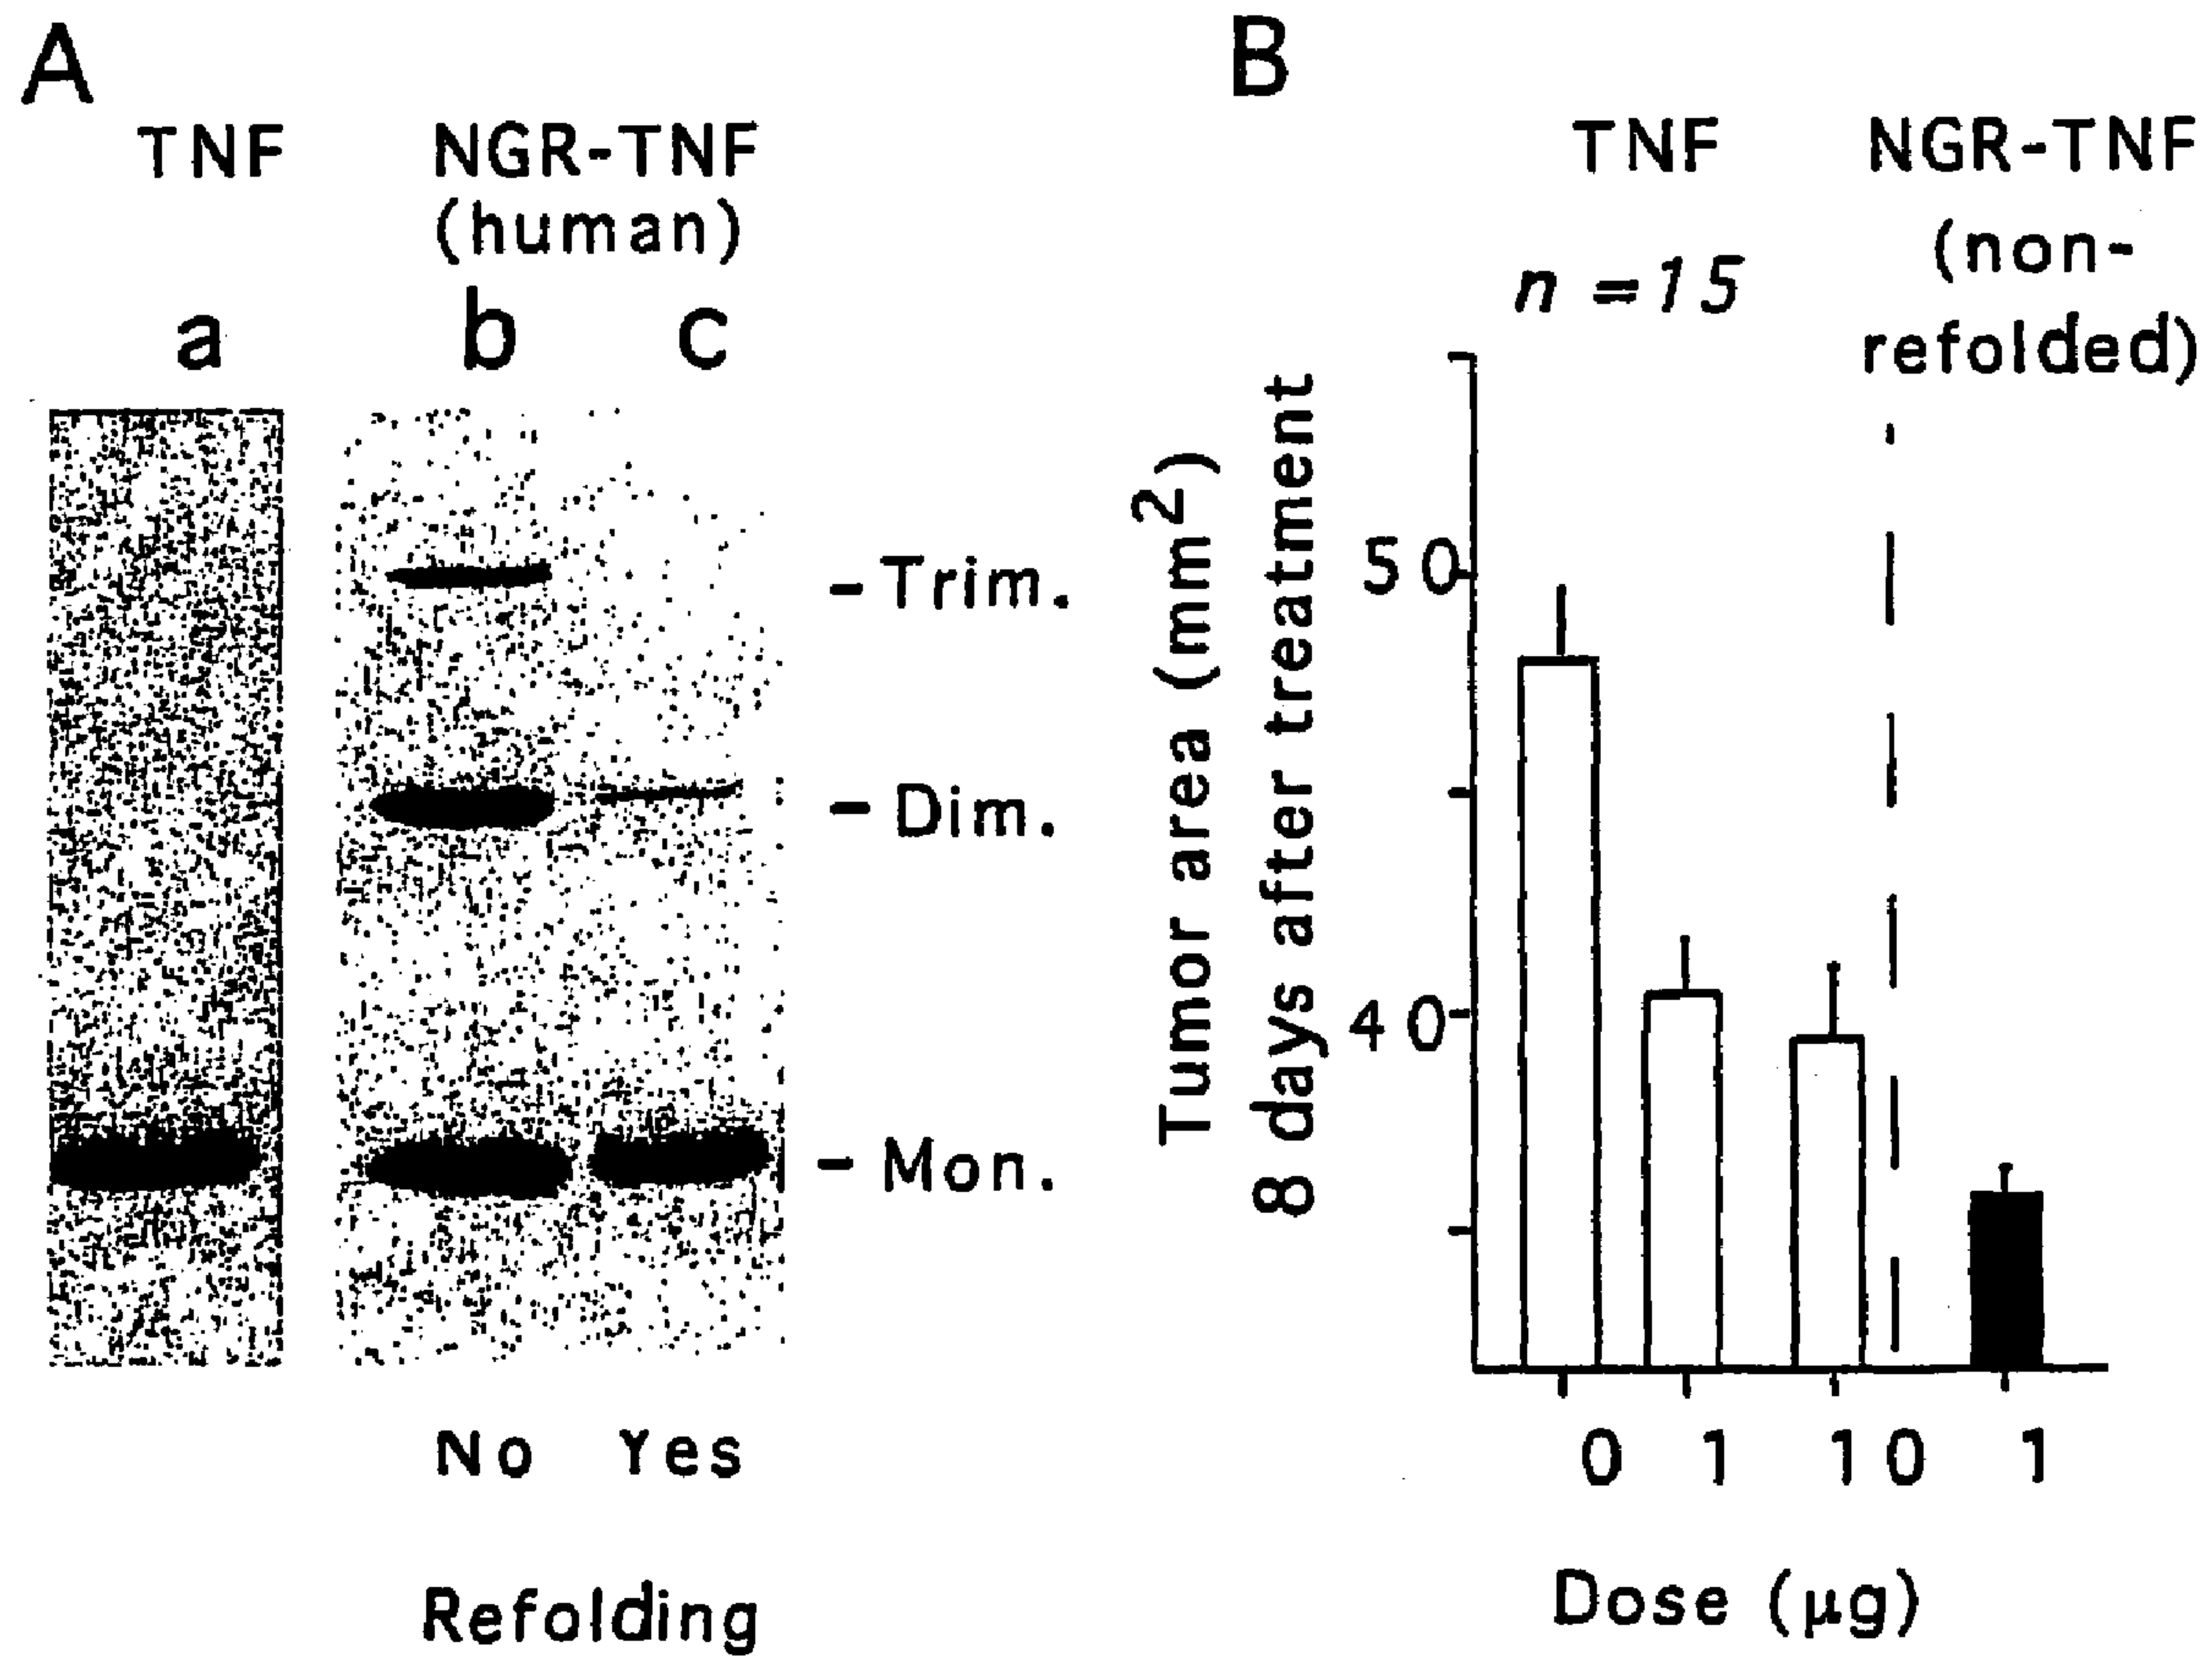 A
TNF
NGR-TNF
(human)
a
b
c
- Trim.
- Dim.
- Mon.
No Yes
Refolding
B
TNF
NGR-TNF
(non-
refolded)
n =15
Tumor area (mm2)
8 days after treatment
50
40
0 1 10 1
Dose (µg)